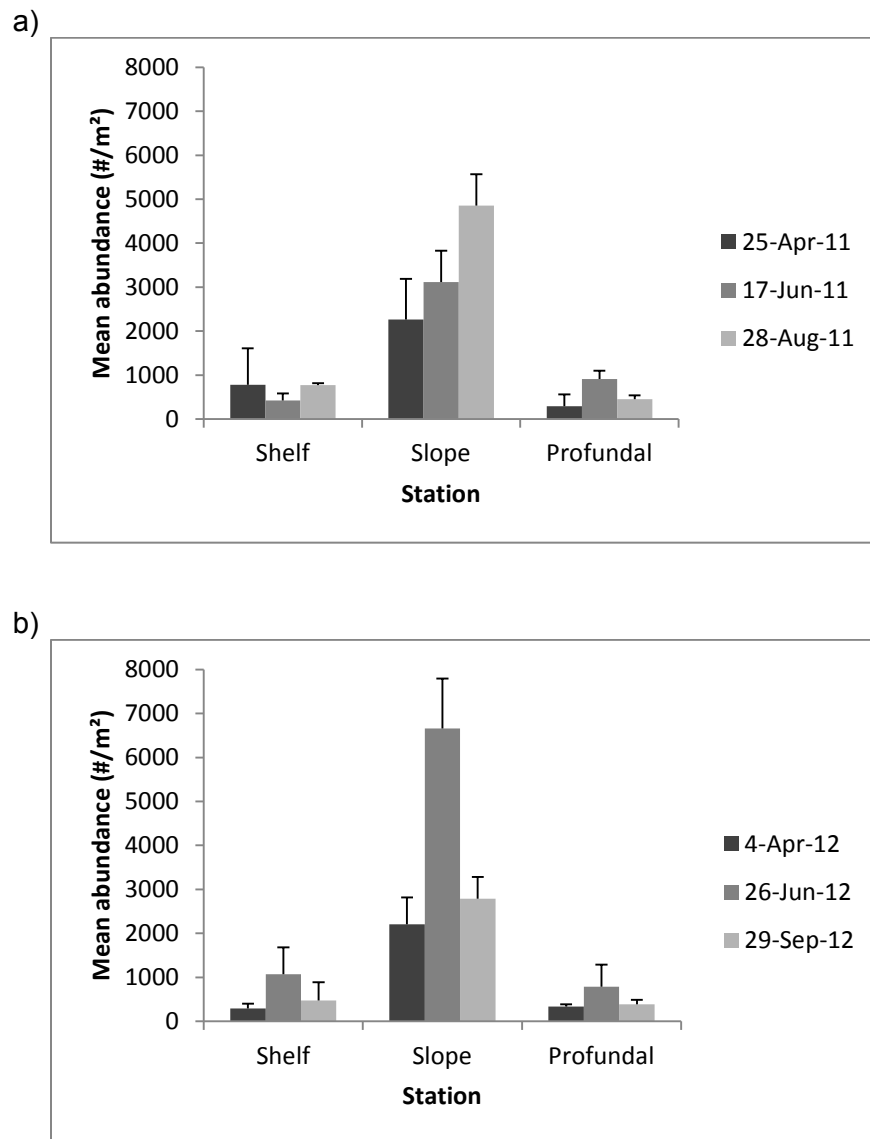 a)
8000
7000
6000
5000
4000
3000
2000
1000
0
Mean abundance (#/m²)
Shelf Slope Profundal
Station
25-Apr-11
17-Jun-11
28-Aug-11
b)
8000
7000
6000
5000
4000
3000
2000
1000
0
Mean abundance (#/m²)
Shelf Slope Profundal
Station
4-Apr-12
26-Jun-12
29-Sep-12